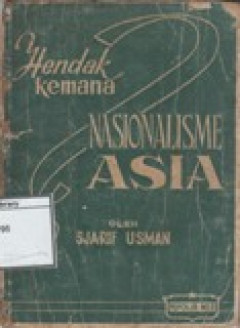 Hendak
kemana
NASIONALISME
ASIA
OLEH
SJARIF USMAN